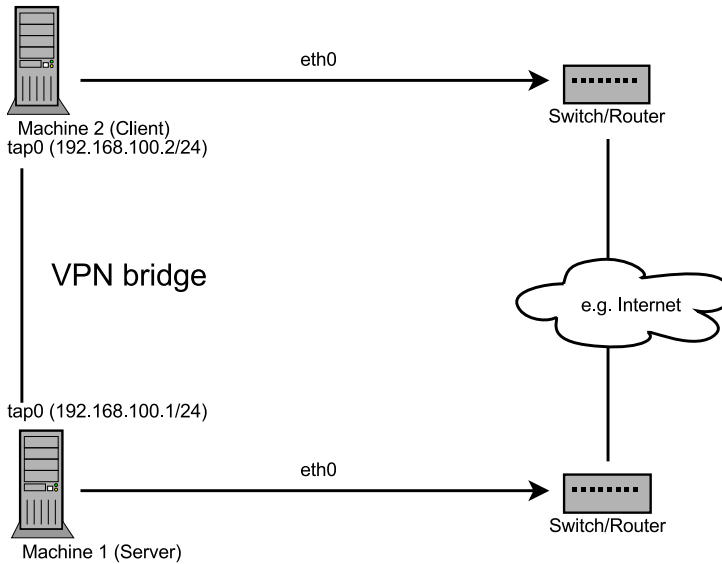 eth0
Machine 2 (Client)
tap0 (192.168.100.2/24)
Switch/Router
VPN bridge
e.g. Internet
tap0 (192.168.100.1/24)
eth0
Machine 1 (Server)
Switch/Router